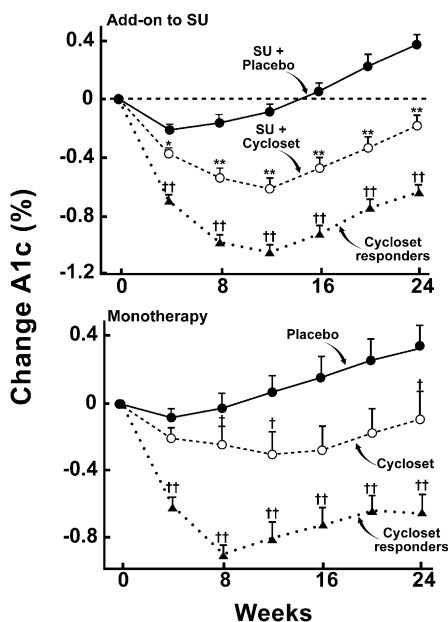 Add-on to SU
0.4
0
-0.4
-0.8
-1.2
SU +
Placebo
SU +
Cycloset
*
**
**
**
**
**
††
††
††
††
††
††
Cycloset
responders
0
8
16
24
Change A1c (%)
Monotherapy
0.4
0
-0.4
-0.8
Placebo
†
†
†
Cycloset
††
††
††
††
††
††
Cycloset
responders
0
8
16
24
Weeks